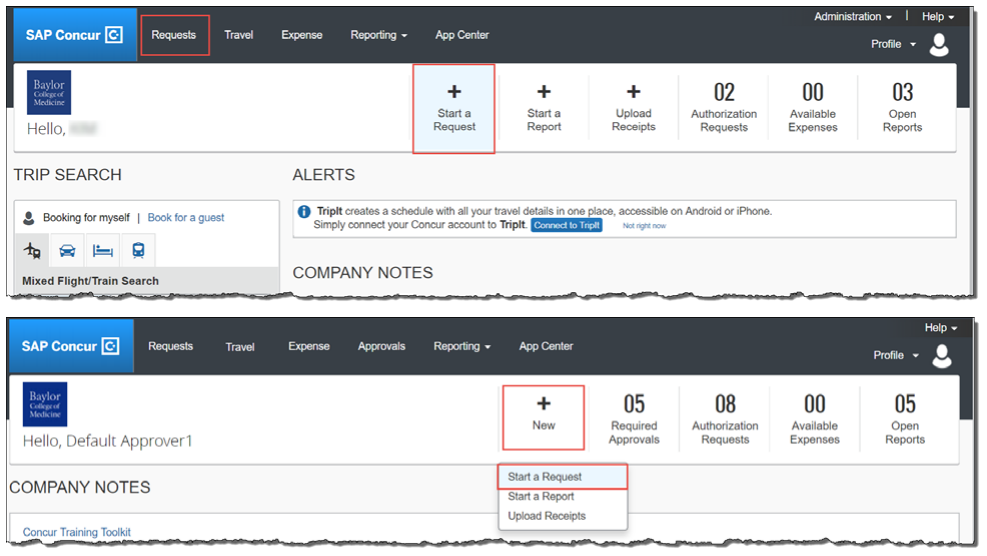 Administration | Help
SAP Concur C Requests Travel Expense Reporting App Center
Profile
Baylor
College of
Medicine
Hello,
+ + + 02 00 03
Start a Start a Upload Authorization Available Open
Request Report Receipts Requests Expenses Reports
TRIP SEARCH
Booking for myself | Book for a guest
Mixed Flight/Train Search
ALERTS
TripIt creates a schedule with all your travel details in one place, accessible on Android or iPhone.
Simply connect your Concur account to TripIt. Connect to TripIt Not right now
COMPANY NOTES
Help
SAP Concur C Requests Travel Expense Approvals Reporting App Center
Profile
Baylor
College of
Medicine
Hello, Default Approver1
+ 05 08 00 05
New Required Authorization Available Open
Approvals Requests Expenses Reports
Start a Request
Start a Report
Upload Receipts
COMPANY NOTES
Concur Training Toolkit